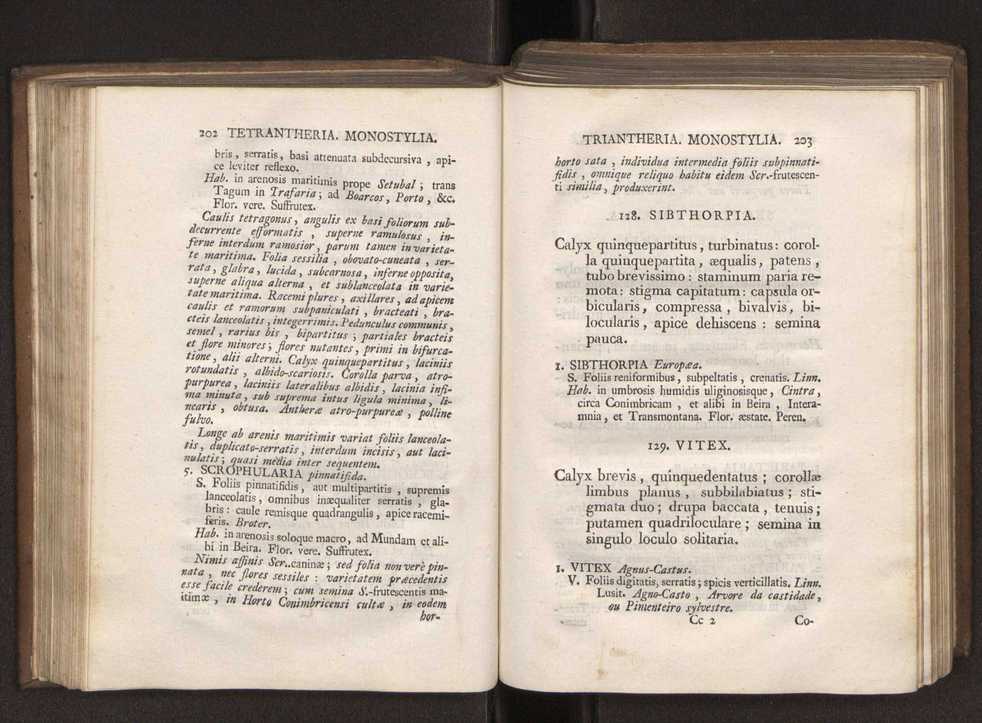 202 TETRANTHERIA. MONOSTYLIA.
bris, serratis, basi attenuata subdecursiva, api-
ce leviter reflexo.
Hab. in arenosis maritimis prope Setubal; trans
Tagum in Trafaria; ad Boarcos, Porto, &c.
Flor. vere. Suffrutex.
Caulis tetragonus, angulis ex basi foliorum sub-
decurrente efformatis, superne ramulosus, in-
ferne interdum ramosior, parum tamen in varieta-
te maritima. Folia sessilia, obovato-cuneata, ser-
rata, glabra, lucida, subcarnosa, inferne opposita,
superne aliqua alterna, et sublanceolata in varie-
tate maritima. Racemi plures, axillares, ad apicem
caulis et ramorum subpaniculati, bracteati, bra-
cteis lanceolatis, integerrimis. Pedunculus communis,
semel, rarius bis, bipartitus; partiales bracteis
et flore minores; flores nutantes, primi in bifurca-
tione, alii alterni. Calyx quinquepartitus, laciniis
rotundatis, albido-scariosis. Corolla parva, atro-
purpurea, laciniis lateralibus albidis, lacinia infi-
ma minuta, sub suprema intus ligula minima, li-
nearis, obtusa. Antheræ atro-purpureæ, polline
fulvo.
Longe ab arenis maritimis variat foliis lanceola-
tis, duplicato-serratis, interdum incisis, aut laci-
nulatis; quasi media inter sequentem.
5. SCROPHULARIA pinnatifida.
S. Foliis pinnatifidis, aut multipartitis, supremis
lanceolatis, omnibus inæqualiter serratis, gla-
bris: caule remisque quadrangulis, apice racemi-
feris. Broter.
Hab. in arenosis soloque macro, ad Mundam et ali-
bi in Beira. Flor. vere. Suffrutex.
Nimis affinis Scr..caninæ; sed folia non verè pin-
nata, nec flores sessiles: varietatem præcedentis
esse facile crederem; cum semina S.-frutescentis ma-
itimæ, in Horto Conimbricensi cultæ, in eodem
hor-
TRIANTHERIA. MONOSTYLIA. 203
horto sata, individua intermedia foliis subpinnati-
fidis, omnique reliquo habitu eidem Scr.-frutescen-
ti similia, produxerint.
128. SIBTHORPIA.
Calyx quinquepartitus, turbinatus: corol-
la quinquepartita, æqualis, patens,
tubo brevissimo: staminum paria re-
mota: stigma capitatum: capsula or-
bicularis, compressa, bivalvis, bi-
locularis, apice dehiscens: semina
pauca.
1. SIBTHORPIA Europæa.
S. Foliis reniformibus, subpeltatis, crenatis. Linn.
Hab. in umbrosis humidis uliginosisque, Cintra,
circa Conimbricam, et alibi in Beira, Intera-
mnia, et Transmontana. Flor. æstate. Peren.
129. VITEX.
Calyx brevis, quinquedentatus; corollæ
limbus planus, subbilabiatus; sti-
gmata duo; drupa baccata, tenuis;
putamen quadriloculare; semina in
singulo loculo solitaria.
1. VITEX Agnus-Castus.
V. Foliis digitatis, serratis; spicis verticillatis. Linn.
Lusit. Agno-Casto, Arvore da castidade,
ou Pimenteiro sylvestre.
Cc 2 Co-